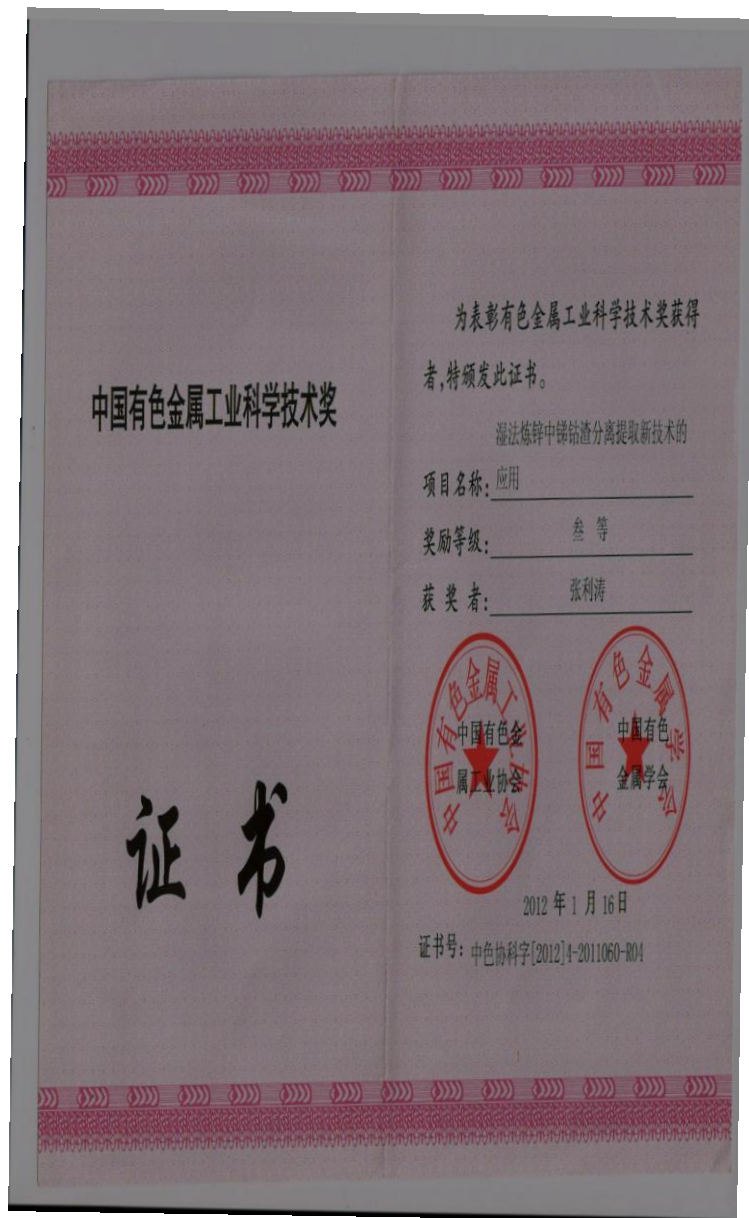 中国有色金属工业科学技术奖
证 书
为表彰有色金属工业科学技术奖获得
者,特颁发此证书。
湿法炼锌中锑钴渣分离提取新技术的
项目名称:应用
奖励等级: 叁 等
获 奖 者: 张利涛
中国有色金属工业协会
中国有色金
属工业协会
中国有色金属学会
中国有色
金属学会
2012 年 1 月 16日
证书号: 中色协科字[2012]4-2011060-R04